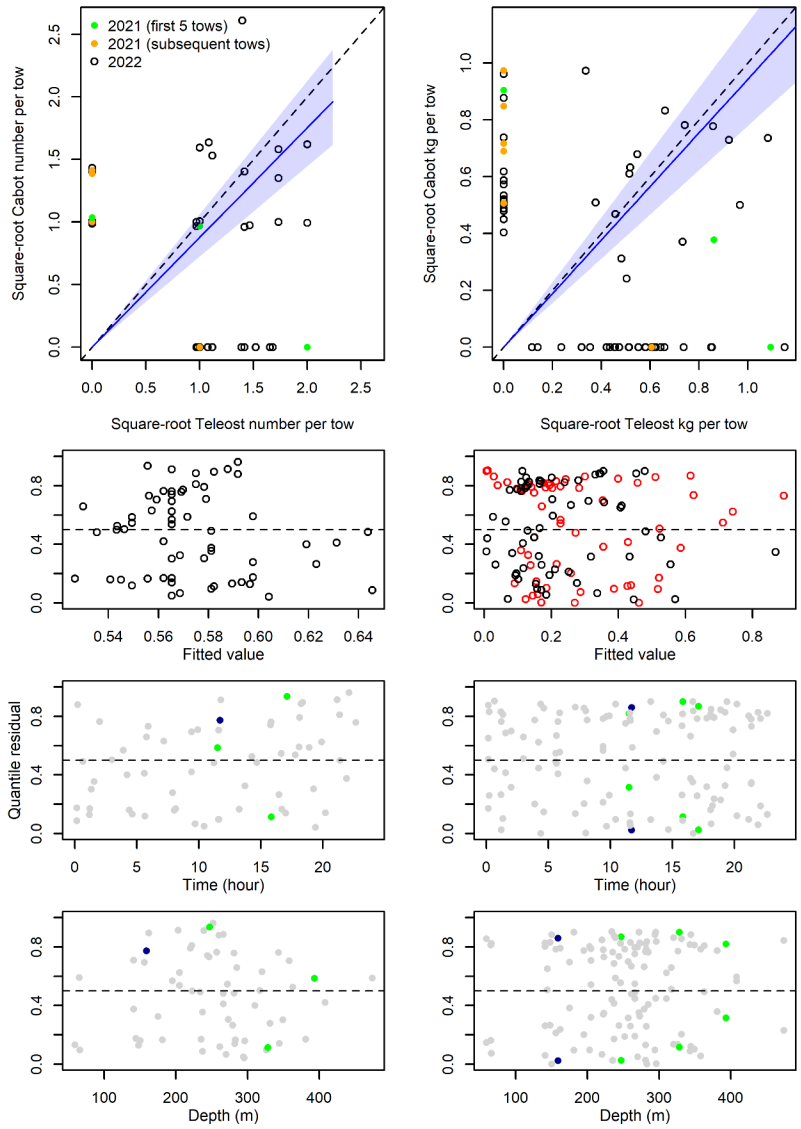 2021 (first 5 tows)
2021 (subsequent tows)
2022
Square-root Cabot number per tow
0.0 0.5 1.0 1.5 2.0 2.5
0.0 0.5 1.0 1.5 2.0 2.5
Square-root Teleost number per tow
Square-root Cabot kg per tow
0.0 0.2 0.4 0.6 0.8 1.0
0.0 0.2 0.4 0.6 0.8 1.0
Square-root Teleost kg per tow
0.0 0.4 0.8
0.54 0.56 0.58 0.60 0.62 0.64
Fitted value
0.0 0.4 0.8
0.0 0.2 0.4 0.6 0.8
Fitted value
Quantile residual
0.0 0.4 0.8
0 5 10 15 20
Time (hour)
0.0 0.4 0.8
0 5 10 15 20
Time (hour)
0.0 0.4 0.8
100 200 300 400
Depth (m)
0.0 0.4 0.8
100 200 300 400
Depth (m)